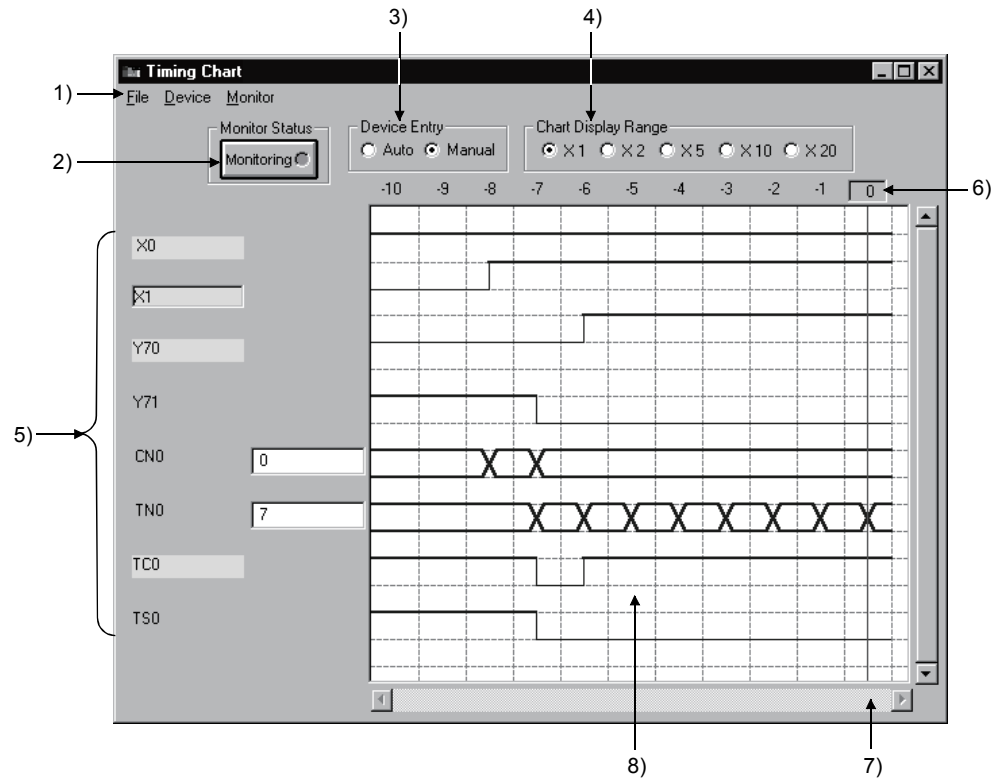 3) 4)
Timing Chart
1) File Device Monitor
Monitor Status Device Entry Chart Display Range
2) Monitoring Auto Manual X 1 X 2 X 5 X 10 X 20
-10 -9 -8 -7 -6 -5 -4 -3 -2 -1 0 6)
X0
X1
Y70
Y71
5)
CN0 0
TN0 7
TC0
TS0
8) 7)